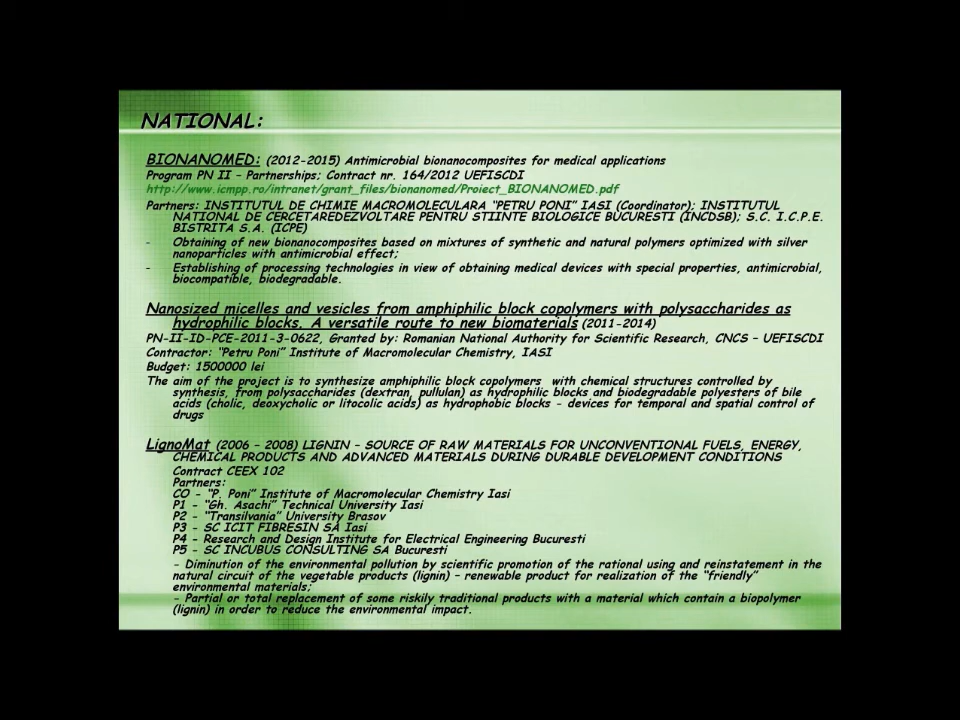 NATIONAL:
BIONANOMED: (2012-2015) Antimicrobial bionanocomposites for medical applications
Program PN II – Partnerships; Contract nr. 164/2012 UEFISCDI
http://www.icmpp.ro/intranet/grant_files/bionanomed/Proiect_BIONANOMED.pdf
Partners: INSTITUTUL DE CHIMIE MACROMOLECULARA “PETRU PONI” IASI (Coordinator); INSTITUTUL
NATIONAL DE CERCETAREDEZVOLTARE PENTRU STIINTE BIOLOGICE BUCURESTI (INCDSB); S.C. I.C.P.E.
BISTRITA S.A. (ICPE)
- Obtaining of new bionanocomposites based on mixtures of synthetic and natural polymers optimized with silver
nanoparticles with antimicrobial effect;
- Establishing of processing technologies in view of obtaining medical devices with special properties, antimicrobial,
biocompatible, biodegradable.
Nanosized micelles and vesicles from amphiphilic block copolymers with polysaccharides as
hydrophilic blocks. A versatile route to new biomaterials (2011-2014)
PN-II-ID-PCE-2011-3-0622, Granted by: Romanian National Authority for Scientific Research, CNCS – UEFISCDI
Contractor: “Petru Poni” Institute of Macromolecular Chemistry, IASI
Budget: 1500000 lei
The aim of the project is to synthesize amphiphilic block copolymers with chemical structures controlled by
synthesis, from polysaccharides (dextran, pullulan) as hydrophilic blocks and biodegradable polyesters of bile
acids (cholic, deoxycholic or litocolic acids) as hydrophobic blocks - devices for temporal and spatial control of
drugs
LignoMat (2006 – 2008) LIGNIN – SOURCE OF RAW MATERIALS FOR UNCONVENTIONAL FUELS, ENERGY,
CHEMICAL PRODUCTS AND ADVANCED MATERIALS DURING DURABLE DEVELOPMENT CONDITIONS
Contract CEEX 102
Partners:
CO - “P. Poni” Institute of Macromolecular Chemistry Iasi
P1 - “Gh. Asachi” Technical University Iasi
P2 - “Transilvania” University Brasov
P3 - SC ICIT FIBRESIN SA Iasi
P4 - Research and Design Institute for Electrical Engineering Bucuresti
P5 - SC INCUBUS CONSULTING SA Bucuresti
- Diminution of the environmental pollution by scientific promotion of the rational using and reinstatement in the
natural circuit of the vegetable products (lignin) – renewable product for realization of the “friendly”
environmental materials;
- Partial or total replacement of some riskily traditional products with a material which contain a biopolymer
(lignin) in order to reduce the environmental impact.